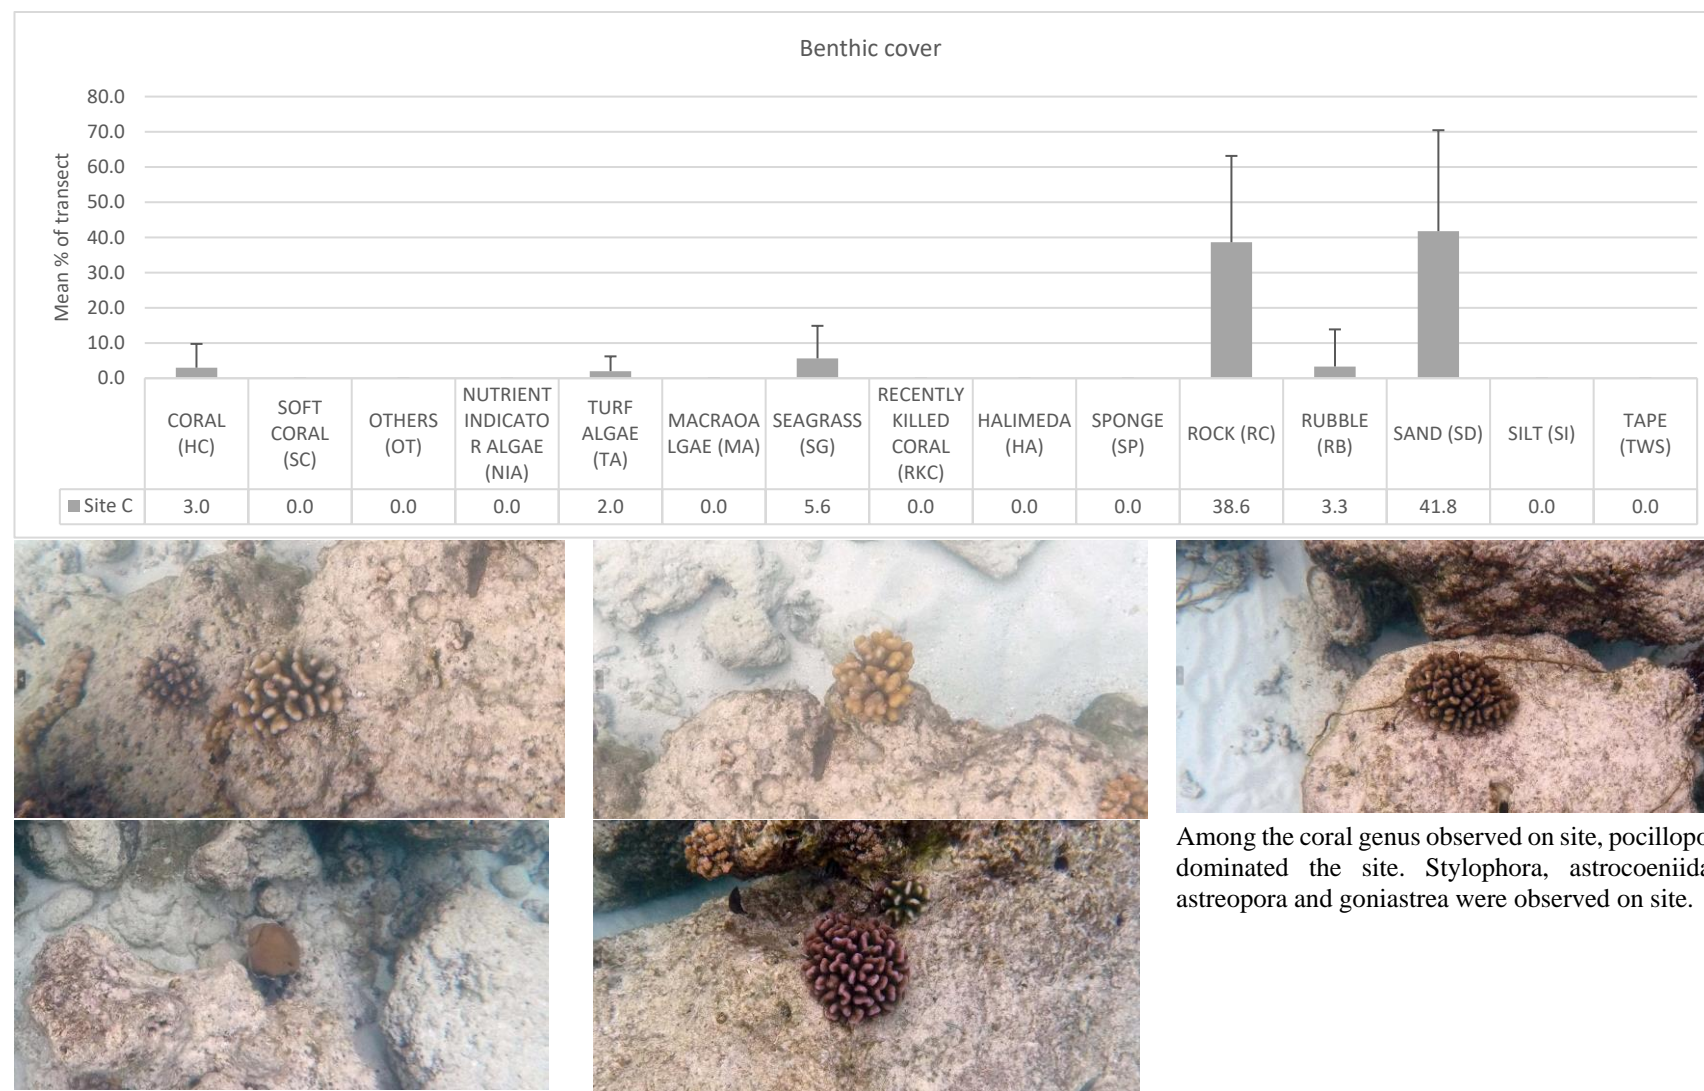 Benthic cover
80.0
70.0
60.0
50.0
40.0
30.0
20.0
10.0
0.0
Mean % of transect
CORAL
(HC)
SOFT
CORAL
(SC)
OTHERS
(OT)
NUTRIENT
INDICATO
R ALGAE
(NIA)
TURF
ALGAE
(TA)
MACRAOA
LGAE (MA)
SEAGRASS
(SG)
RECENTLY
KILLED
CORAL
(RKC)
HALIMEDA
(HA)
SPONGE
(SP)
ROCK (RC)
RUBBLE
(RB)
SAND (SD)
SILT (SI)
TAPE
(TWS)
Site C 3.0 0.0 0.0 0.0 2.0 0.0 5.6 0.0 0.0 0.0 38.6 3.3 41.8 0.0 0.0
Among the coral genus observed on site, pocillopo
dominated the site. Stylophora, astrocoeniida
astreopora and goniastrea were observed on site.